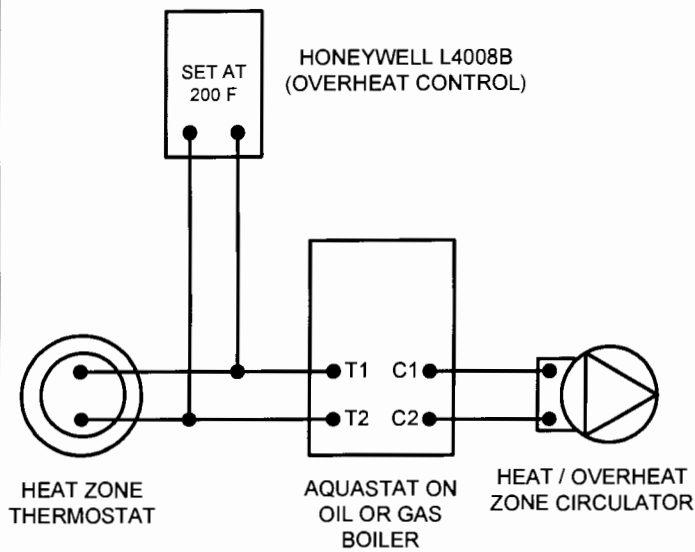 SET AT
200 F
HONEYWELL L4008B
(OVERHEAT CONTROL)
T1 C1
T2 C2
HEAT ZONE
THERMOSTAT
AQUASTAT ON
OIL OR GAS
BOILER
HEAT / OVERHEAT
ZONE CIRCULATOR